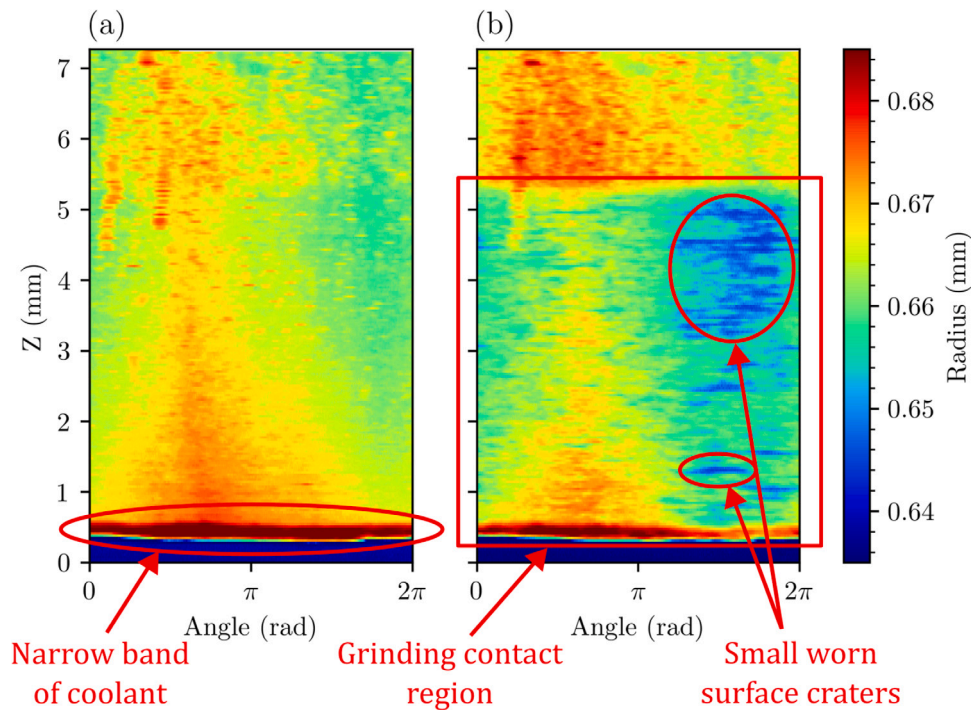 (a)
(b)
7
6
5
4
3
2
1
0
Z (mm)
0
π
2π
Angle (rad)
0
π
2π
Angle (rad)
0.68
0.67
0.66
0.65
0.64
Radius (mm)
Narrow band
of coolant
Grinding contact
region
Small worn
surface craters